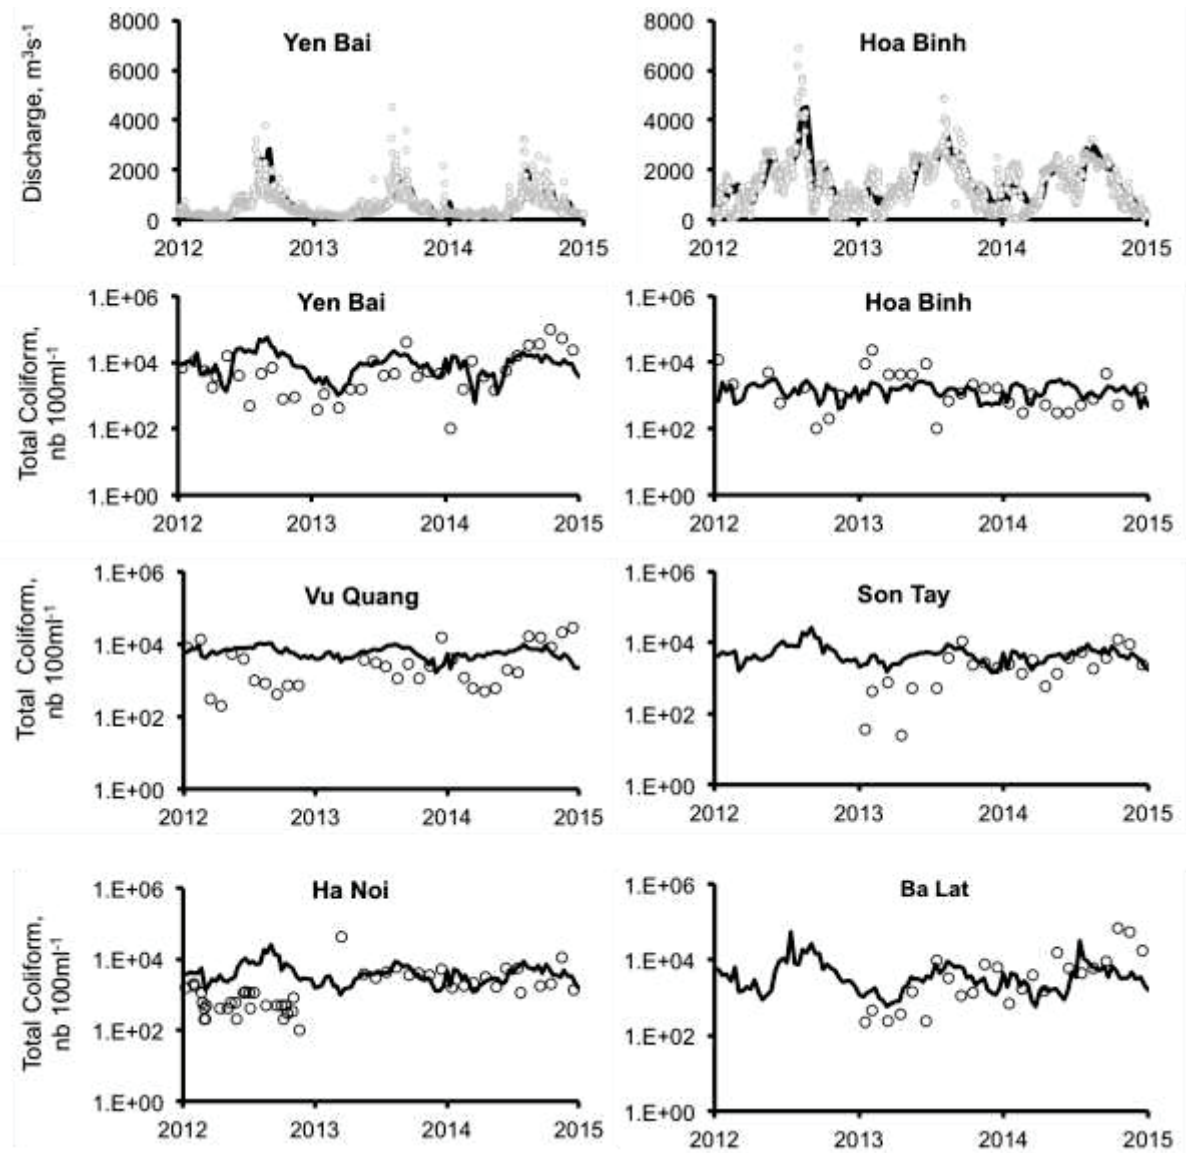 Discharge, m³s⁻¹
8000
6000
4000
2000
0
Yen Bai
2012 2013 2014 2015
8000
6000
4000
2000
0
Hoa Binh
2012 2013 2014 2015
Total Coliform,
nb 100ml⁻¹
1.E+06
1.E+04
1.E+02
1.E+00
Yen Bai
2012 2013 2014 2015
1.E+06
1.E+04
1.E+02
1.E+00
Hoa Binh
2012 2013 2014 2015
Total Coliform,
nb 100ml⁻¹
1.E+06
1.E+04
1.E+02
1.E+00
Vu Quang
2012 2013 2014 2015
1.E+06
1.E+04
1.E+02
1.E+00
Son Tay
2012 2013 2014 2015
Total Coliform,
nb 100ml⁻¹
1.E+06
1.E+04
1.E+02
1.E+00
Ha Noi
2012 2013 2014 2015
1.E+06
1.E+04
1.E+02
1.E+00
Ba Lat
2012 2013 2014 2015